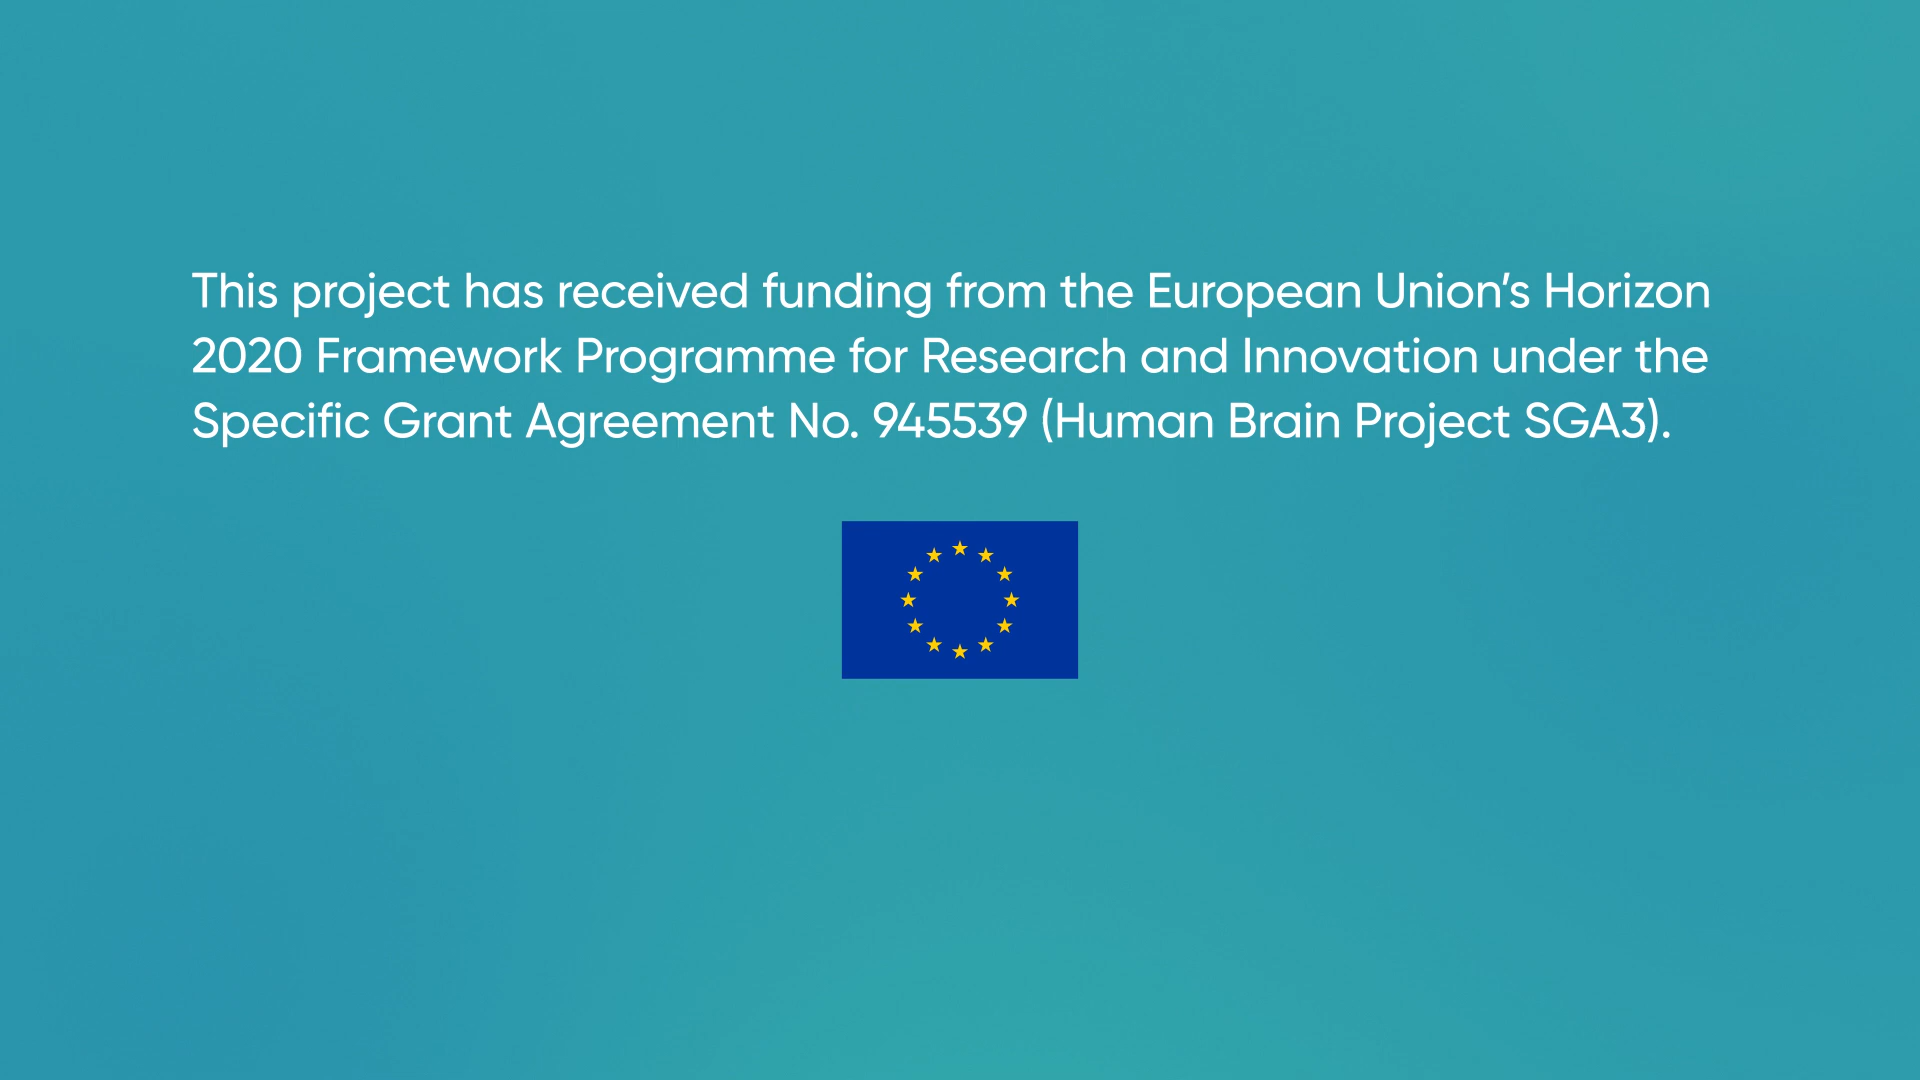 This project has received funding from the European Union’s Horizon
2020 Framework Programme for Research and Innovation under the
Specific Grant Agreement No. 945539 (Human Brain Project SGA3).